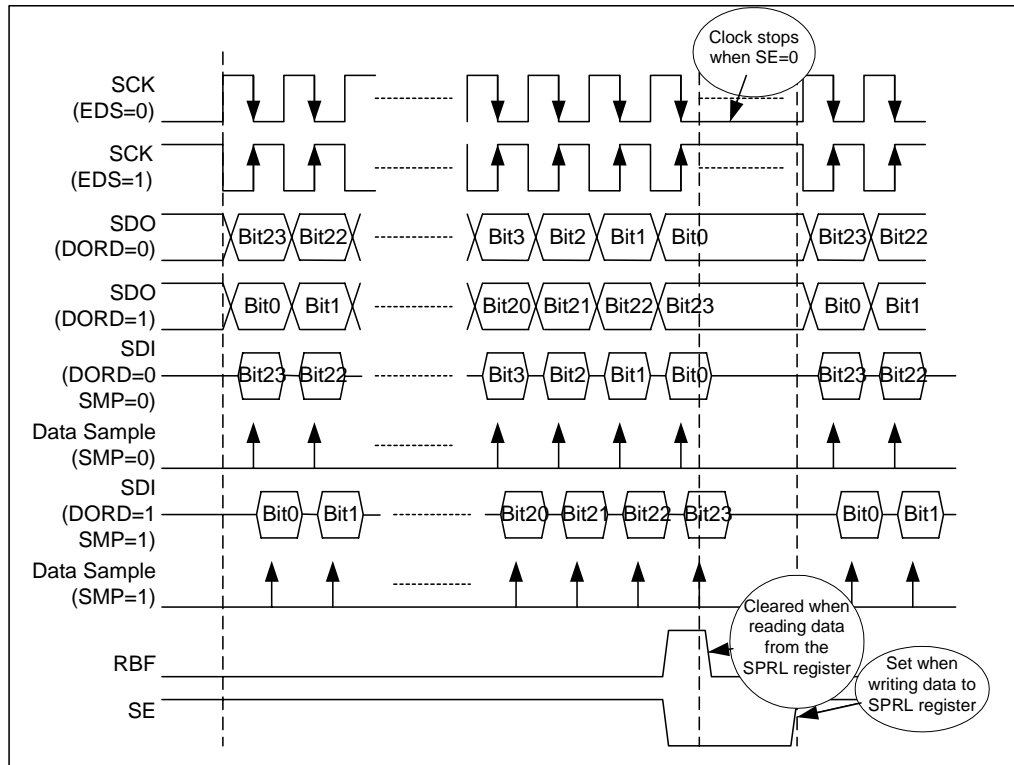 Clock stops
when SE=0
SCK
(EDS=0)
SCK
(EDS=1)
SDO
(DORD=0)
Bit23 Bit22 Bit3 Bit2 Bit1 Bit0 Bit23 Bit22
SDO
(DORD=1)
Bit0 Bit1 Bit20 Bit21 Bit22 Bit23 Bit0 Bit1
SDI
(DORD=0
SMP=0)
Bit23 Bit22 Bit3 Bit2 Bit1 Bit0 Bit23 Bit22
Data Sample
(SMP=0)
SDI
(DORD=1
SMP=1)
Bit0 Bit1 Bit20 Bit21 Bit22 Bit23 Bit0 Bit1
Data Sample
(SMP=1)
Cleared when
reading data
from the
SPRL register
RBF
Set when
writing data to
SPRL register
SE